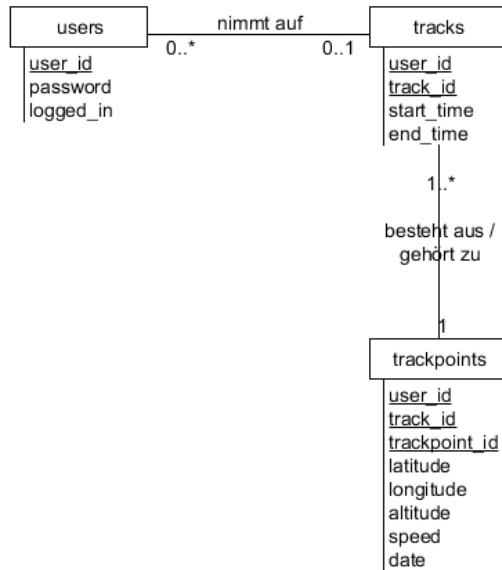 users
user_id
password
logged_in
nimmt auf
0..*
0..1
tracks
user_id
track_id
start_time
end_time
1..*
besteht aus /
gehört zu
1
trackpoints
user_id
track_id
trackpoint_id
latitude
longitude
altitude
speed
date